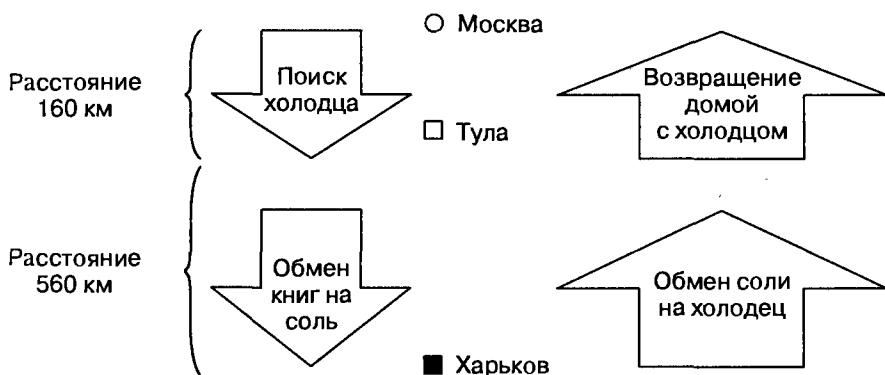 Москва
Расстояние
160 км
Поиск
холодца
Возвращение
домой
с холодцом
Тула
Расстояние
560 км
Обмен
книг на
соль
Обмен соли
на холодец
Харьков